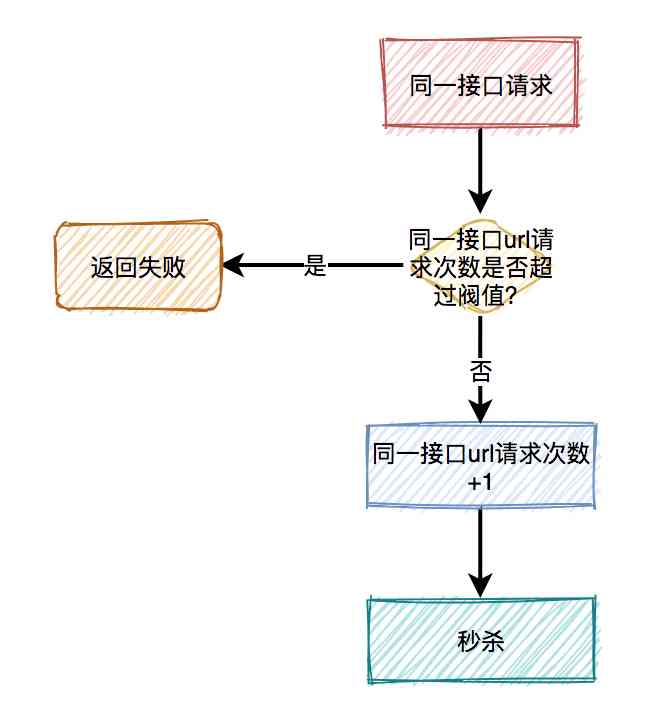 同一接口请求
同一接口url请
求次数是否超
过阀值?
是
返回失败
否
同一接口url请求次数
+1
秒杀